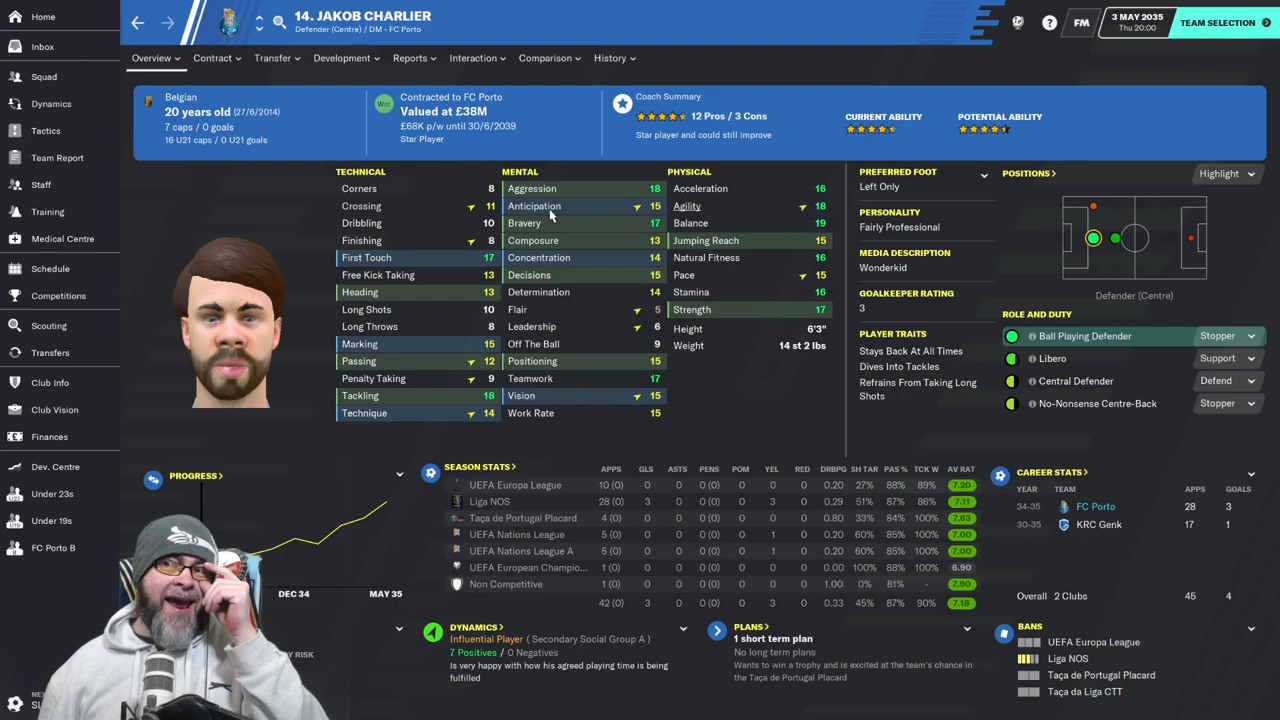 Home
Inbox
Squad
Dynamics
Tactics
Team Report
Staff
Training
Medical Centre
Schedule
Competitions
Scouting
Transfers
Club Info
Club Vision
Finances
Dev. Centre
Under 23s
Under 19s
FC Porto B
14. JAKOB CHARLIER
Defender (Centre) / DM - FC Porto
FM
3 MAY 2035
Thu 20:00
TEAM SELECTION
Overview
Contract
Transfer
Development
Reports
Interaction
Comparison
History
Belgian
20 years old (27/6/2014)
7 caps / 0 goals
16 U21 caps / 0 U21 goals
Wnt
Contracted to FC Porto
Valued at £38M
£68K p/w until 30/6/2039
Star Player
Coach Summary
12 Pros / 3 Cons
Star player and could still improve
CURRENT ABILITY
POTENTIAL ABILITY
TECHNICAL
Corners 8
Crossing 11
Dribbling 10
Finishing 8
First Touch 17
Free Kick Taking 13
Heading 13
Long Shots 10
Long Throws 8
Marking 15
Passing 12
Penalty Taking 9
Tackling 18
Technique 14
MENTAL
Aggression 18
Anticipation 15
Bravery 17
Composure 13
Concentration 14
Decisions 15
Determination 14
Flair 5
Leadership 6
Off The Ball 9
Positioning 15
Teamwork 17
Vision 15
Work Rate 15
PHYSICAL
Acceleration 16
Agility 18
Balance 19
Jumping Reach 15
Natural Fitness 16
Pace 15
Stamina 16
Strength 17
Height 6'3"
Weight 14 st 2 lbs
PREFERRED FOOT
Left Only
PERSONALITY
Fairly Professional
MEDIA DESCRIPTION
Wonderkid
GOALKEEPER RATING
3
PLAYER TRAITS
Stays Back At All Times
Dives Into Tackles
Refrains From Taking Long
Shots
POSITIONS
Highlight
Defender (Centre)
ROLE AND DUTY
Ball Playing Defender Stopper
Libero Support
Central Defender Defend
No-Nonsense Centre-Back Stopper
PROGRESS
DEC 34
MAY 35
SEASON STATS APPS GLS ASTS PENS POM YEL RED DRBPG SH TAR PAS % TCK W AV RAT
UEFA Europa League 10 (0) 0 0 0 (0) 0 0 0 0.20 27% 88% 89% 7.20
Liga NOS 28 (0) 3 0 0 (0) 0 3 0 0.29 51% 87% 86% 7.11
Taça de Portugal Placard 4 (0) 0 0 0 (0) 0 0 0 0.80 33% 84% 100% 7.63
UEFA Nations League 5 (0) 0 0 0 (0) 0 1 0 0.20 60% 85% 100% 7.00
UEFA Nations League A 5 (0) 0 0 0 (0) 0 1 0 0.20 60% 85% 100% 7.00
UEFA European Champio... 1 (0) 0 0 0 (0) 0 0 0 0.00 100% 88% 100% 6.90
Non Competitive 1 (0) 0 0 0 (0) 0 0 0 1.00 0% 81% - 7.90
42 (0) 3 0 0 (0) 0 3 0 0.33 45% 87% 90% 7.18
CAREER STATS
YEAR TEAM APPS GOALS
34-35 FC Porto 28 3
30-35 KRC Genk 17 1
Overall 2 Clubs 45 4
DYNAMICS
Influential Player ( Secondary Social Group A )
7 Positives / 0 Negatives
Is very happy with how his agreed playing time is being
fulfilled
PLANS
1 short term plan
No long term plans
Wants to win a trophy and is excited at the team's chance in
the Taça de Portugal Placard
BANS
UEFA Europa League
Liga NOS
Taça de Portugal Placard
Taça da Liga CTT